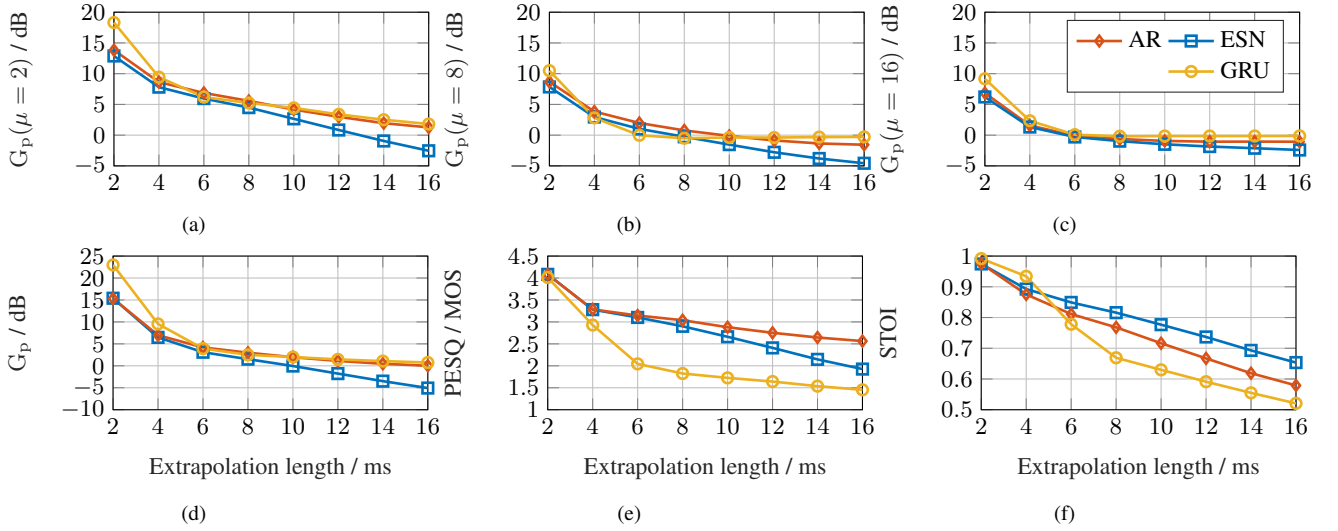 G_p(μ = 2) / dB
20
15
10
5
0
−5
2 4 6 8 10 12 14 16
(a)
G_p(μ = 8) / dB
20
15
10
5
0
−5
2 4 6 8 10 12 14 16
(b)
G_p(μ = 16) / dB
20
15
10
5
0
−5
2 4 6 8 10 12 14 16
AR ESN
GRU
(c)
G_p / dB
25
20
15
10
5
0
−5
−10
2 4 6 8 10 12 14 16
Extrapolation length / ms
(d)
PESQ / MOS
4.5
4
3.5
3
2.5
2
1.5
1
2 4 6 8 10 12 14 16
Extrapolation length / ms
(e)
STOI
1
0.9
0.8
0.7
0.6
0.5
2 4 6 8 10 12 14 16
Extrapolation length / ms
(f)